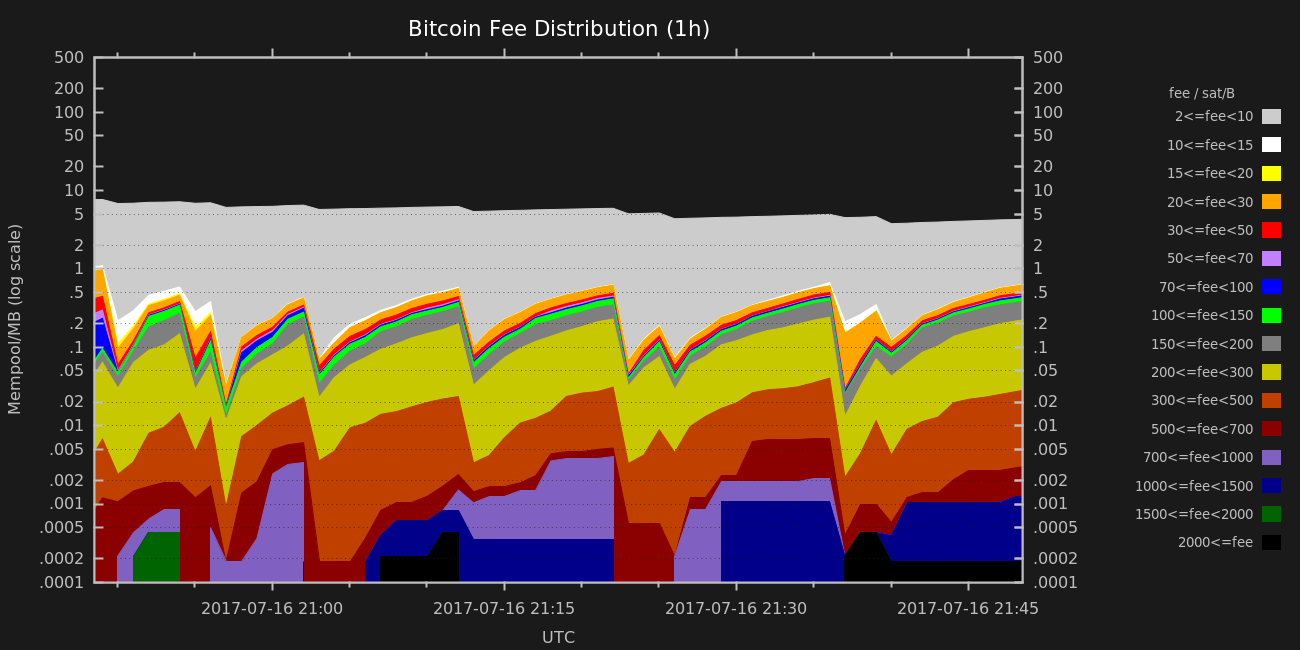 Bitcoin Fee Distribution (1h)
500
200
100
50
20
10
5
2
1
.5
.2
.1
.05
.02
.01
.005
.002
.001
.0005
.0002
.0001
Mempool/MB (log scale)
500
200
100
50
20
10
5
2
1
.5
.2
.1
.05
.02
.01
.005
.002
.001
.0005
.0002
.0001
2017-07-16 21:00
2017-07-16 21:15
2017-07-16 21:30
2017-07-16 21:45
UTC
fee / sat/B
2<=fee<10
10<=fee<15
15<=fee<20
20<=fee<30
30<=fee<50
50<=fee<70
70<=fee<100
100<=fee<150
150<=fee<200
200<=fee<300
300<=fee<500
500<=fee<700
700<=fee<1000
1000<=fee<1500
1500<=fee<2000
2000<=fee